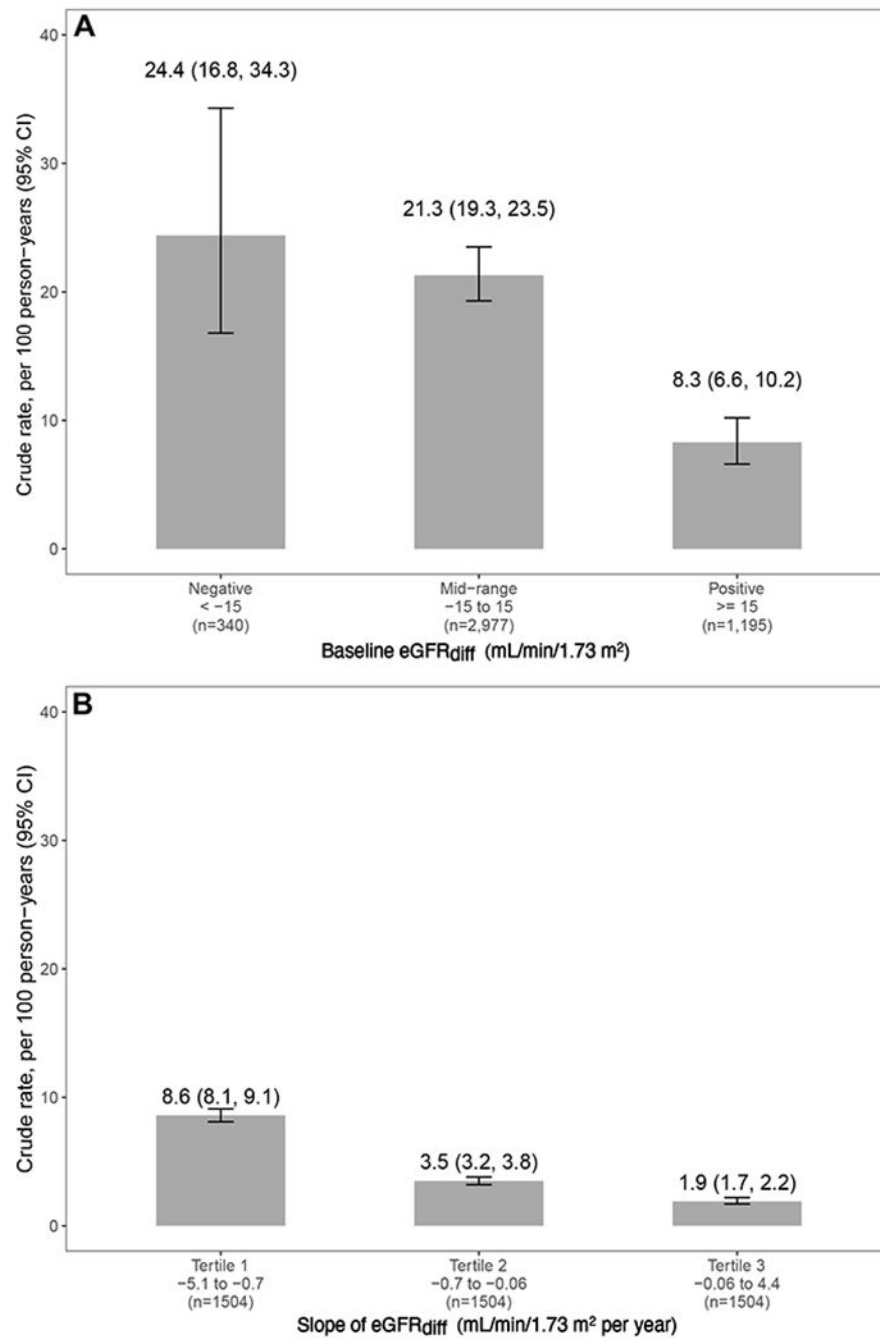 A
Crude rate, per 100 person−years (95% CI)
40
30
20
10
0
24.4 (16.8, 34.3)
21.3 (19.3, 23.5)
8.3 (6.6, 10.2)
Negative
< −15
(n=340)
Mid−range
−15 to 15
(n=2,977)
Positive
>= 15
(n=1,195)
Baseline eGFRdiff (mL/min/1.73 m²)
B
Crude rate, per 100 person−years (95% CI)
40
30
20
10
0
8.6 (8.1, 9.1)
3.5 (3.2, 3.8)
1.9 (1.7, 2.2)
Tertile 1
−5.1 to −0.7
(n=1504)
Tertile 2
−0.7 to −0.06
(n=1504)
Tertile 3
−0.06 to 4.4
(n=1504)
Slope of eGFRdiff (mL/min/1.73 m² per year)